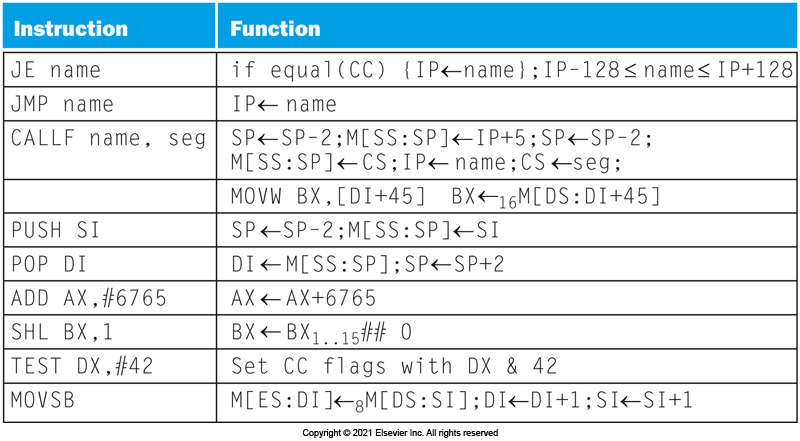 Instruction Function
JE name if equal(CC) {IP←name};IP-128≤name≤IP+128
JMP name IP←name
CALLF name, seg SP←SP-2;M[SS:SP]←IP+5;SP←SP-2;
M[SS:SP]←CS;IP←name;CS←seg;
MOVW BX,[DI+45] BX←16M[DS:DI+45]
PUSH SI SP←SP-2;M[SS:SP]←SI
POP DI DI←M[SS:SP];SP←SP+2
ADD AX,#6765 AX←AX+6765
SHL BX,1 BX←BX1..15## 0
TEST DX,#42 Set CC flags with DX & 42
MOVSB M[ES:DI]←8M[DS:SI];DI←DI+1;SI←SI+1
Copyright © 2021 Elsevier Inc. All rights reserved